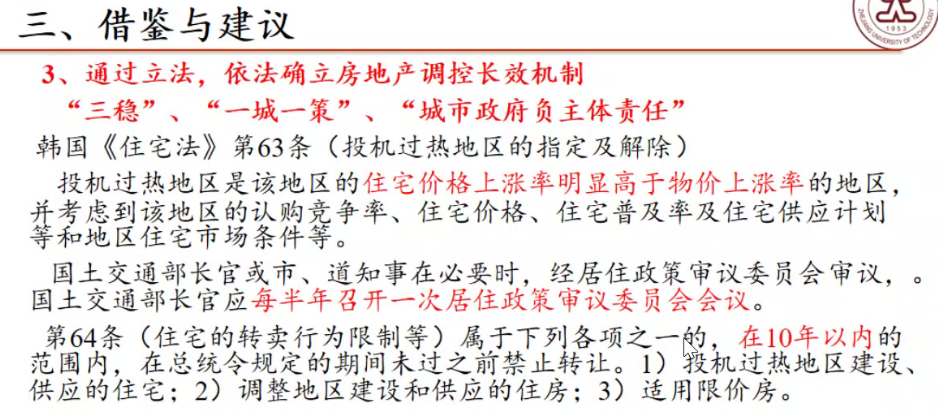 三、借鉴与建议
1953
ZHEJIANG UNIVERSITY OF TECHNOLOGY
3、通过立法，依法确立房地产调控长效机制
“三稳”、“一城一策”、“城市政府负主体责任”
韩国《住宅法》第63条（投机过热地区的指定及解除）
投机过热地区是该地区的住宅价格上涨率明显高于物价上涨率的地区，
并考虑到该地区的认购竞争率、住宅价格、住宅普及率及住宅供应计划
等和地区住宅市场条件等。
国土交通部长官或市、道知事在必要时，经居住政策审议委员会审议，。
国土交通部长官应每半年召开一次居住政策审议委员会会议。
第64条（住宅的转卖行为限制等）属于下列各项之一的，在10年以内的
范围内，在总统令规定的期间未过之前禁止转让。1）投机过热地区建设、
供应的住宅；2）调整地区建设和供应的住房；3）适用限价房。